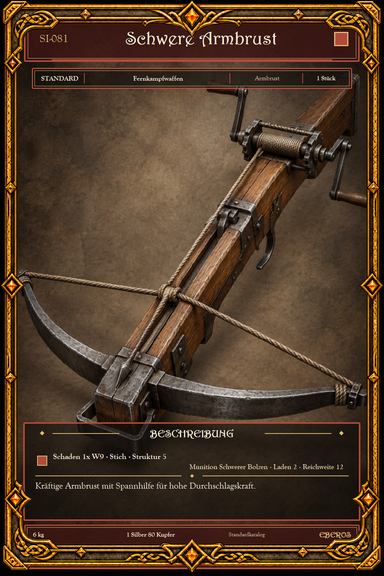 SI-081 Schwere Armbrust
STANDARD Fernkampfwaffen Armbrust 1 Stück
BESCHREIBUNG
Schaden 1x W9 · Stich · Struktur 5
Munition Schwerer Bolzen · Laden 2 · Reichweite 12
Kräftige Armbrust mit Spannhilfe für hohe Durchschlagskraft.
6 kg 1 Silber 80 Kupfer Standardkatalog EBER03